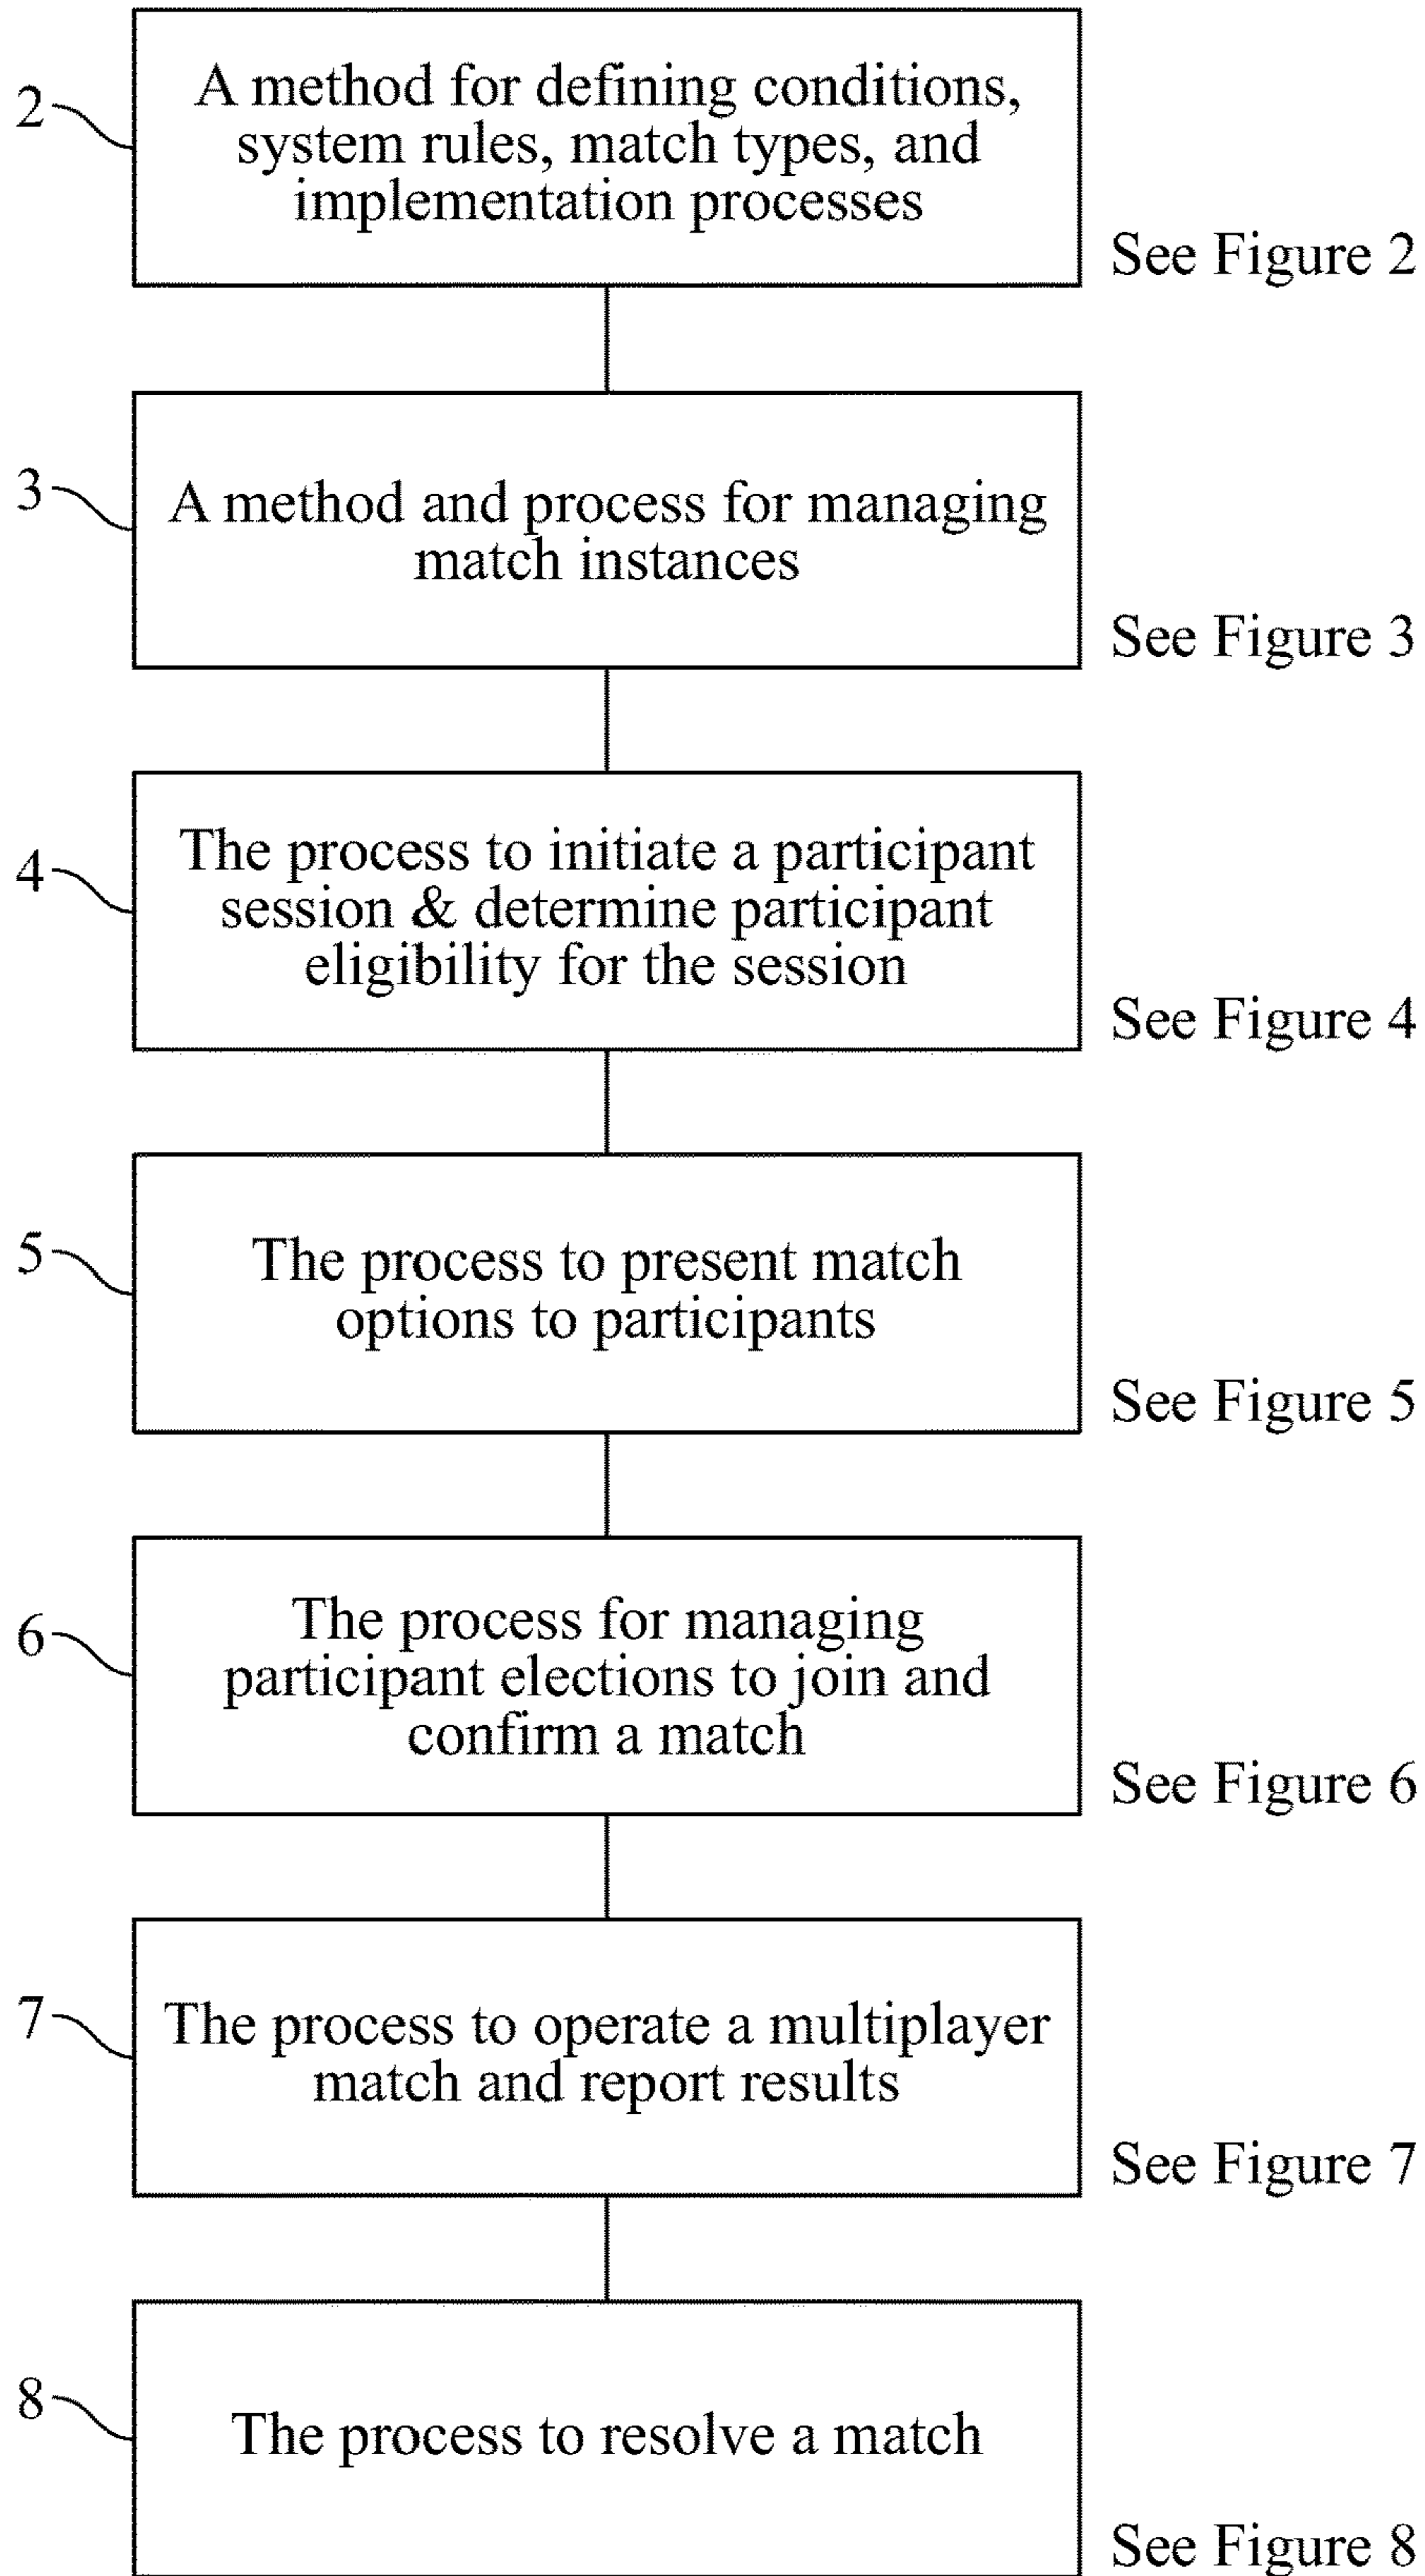 2
A method for defining conditions,
system rules, match types, and
implementation processes
See Figure 2
3
A method and process for managing
match instances
See Figure 3
4
The process to initiate a participant
session & determine participant
eligibility for the session
See Figure 4
5
The process to present match
options to participants
See Figure 5
6
The process for managing
participant elections to join and
confirm a match
See Figure 6
7
The process to operate a multiplayer
match and report results
See Figure 7
8
The process to resolve a match
See Figure 8